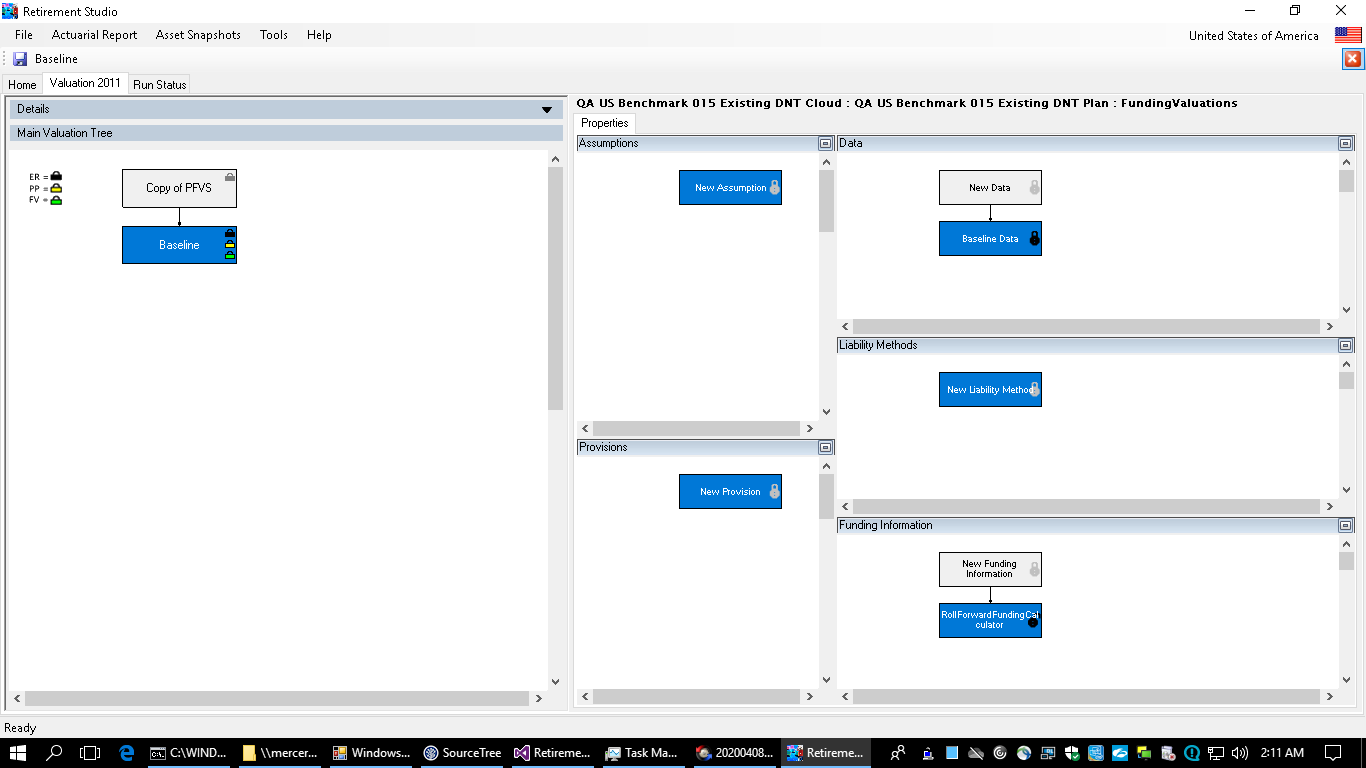 Retirement Studio
File Actuarial Report Asset Snapshots Tools Help
United States of America
Baseline
Home Valuation 2011 Run Status
Details
Main Valuation Tree
ER =
PP =
FV =
Copy of PFVS
Baseline
QA US Benchmark 015 Existing DNT Cloud : QA US Benchmark 015 Existing DNT Plan : FundingValuations
Properties
Assumptions
New Assumption
Data
New Data
Baseline Data
Liability Methods
New Liability Method
Provisions
New Provision
Funding Information
New Funding
Information
RollForwardFundingCal
culator
Ready
C:\WIND... \\mercer... Windows... SourceTree Retireme... Task Ma... 20200408... Retireme... 2:11 AM